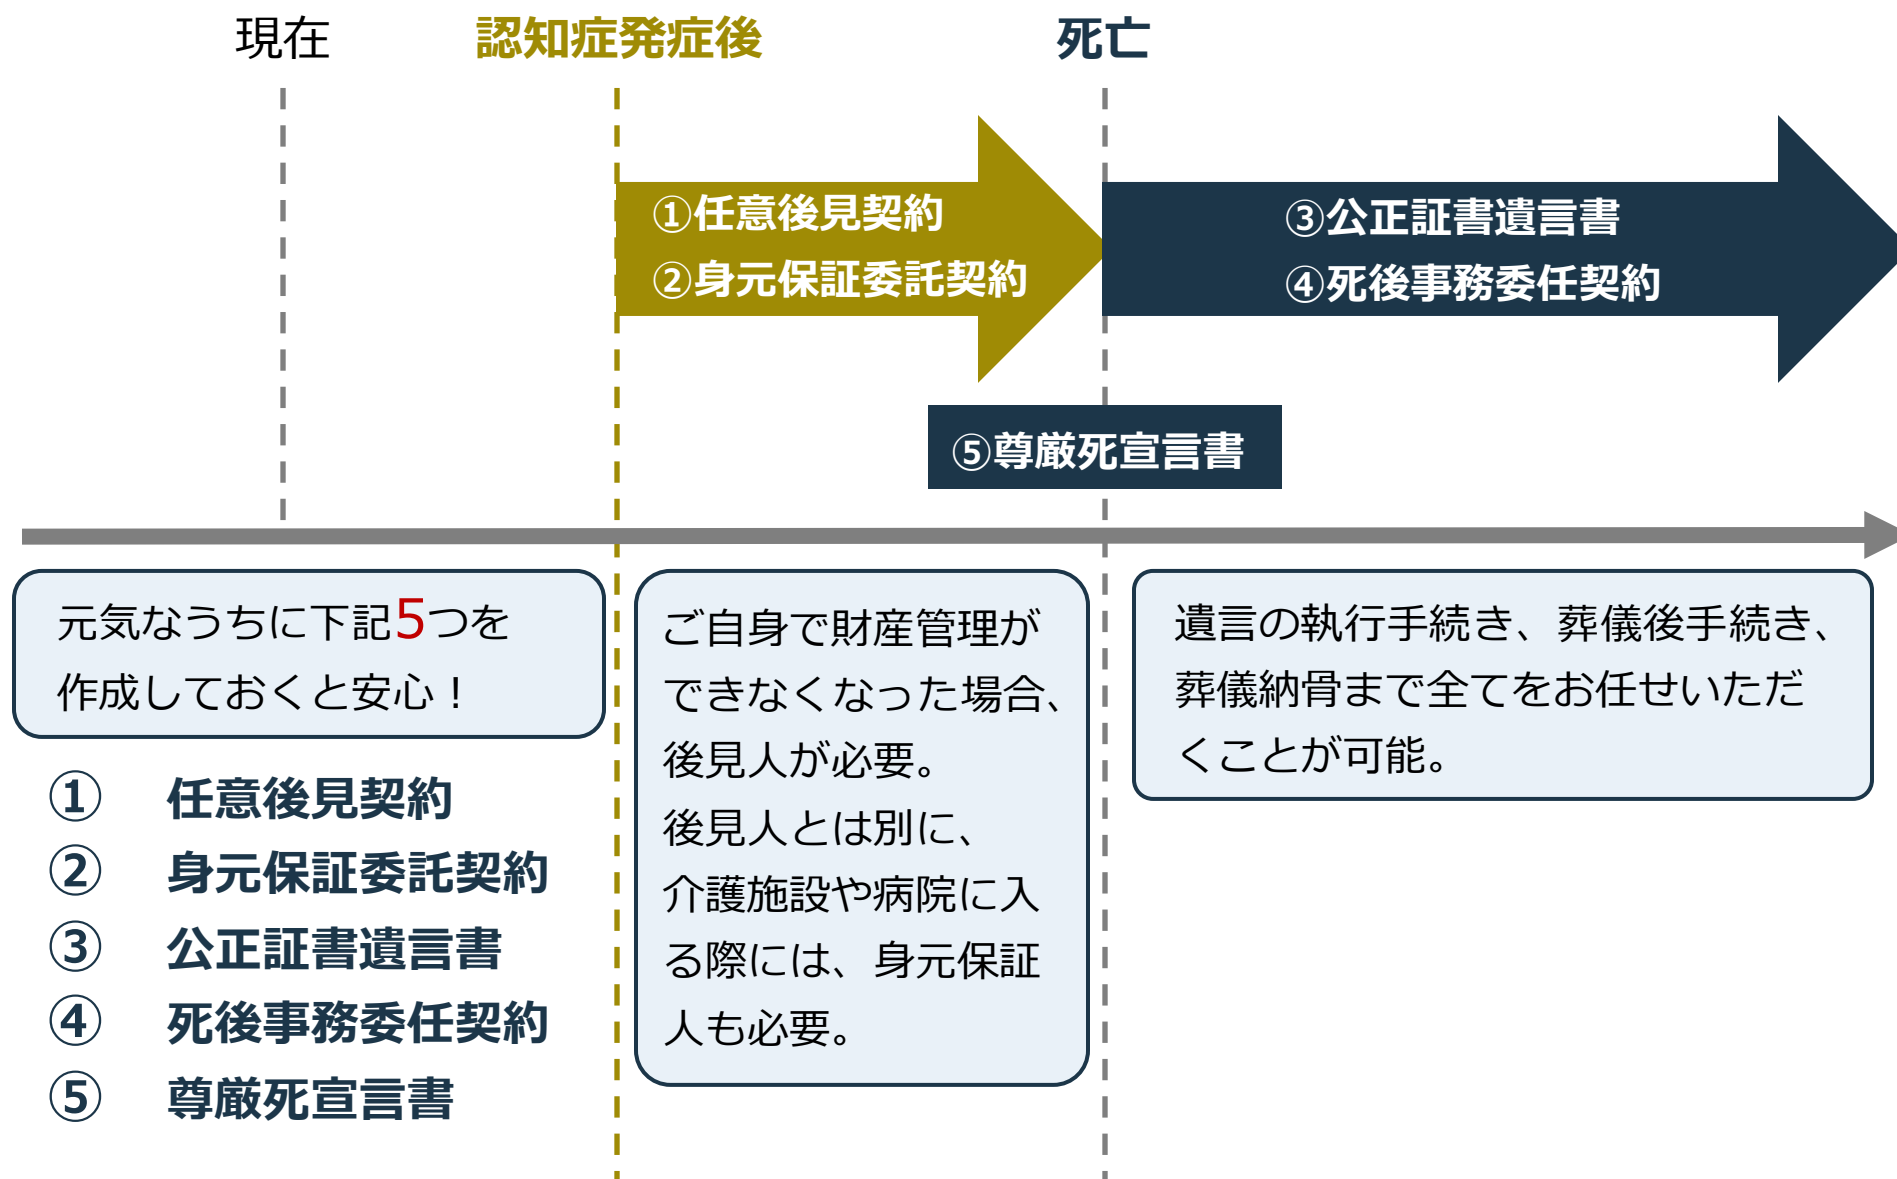 現在
認知症発症後
死亡
①任意後見契約
②身元保証委託契約
③公正証書遺言書
④死後事務委任契約
⑤尊厳死宣言書
元気なうちに下記5つを
作成しておくと安心！
① 任意後見契約
② 身元保証委託契約
③ 公正証書遺言書
④ 死後事務委任契約
⑤ 尊厳死宣言書
ご自身で財産管理が
できなくなった場合、
後見人が必要。
後見人とは別に、
介護施設や病院に入
る際には、身元保証
人も必要。
遺言の執行手続き、葬儀後手続き、
葬儀納骨まで全てをお任せいただ
くことが可能。